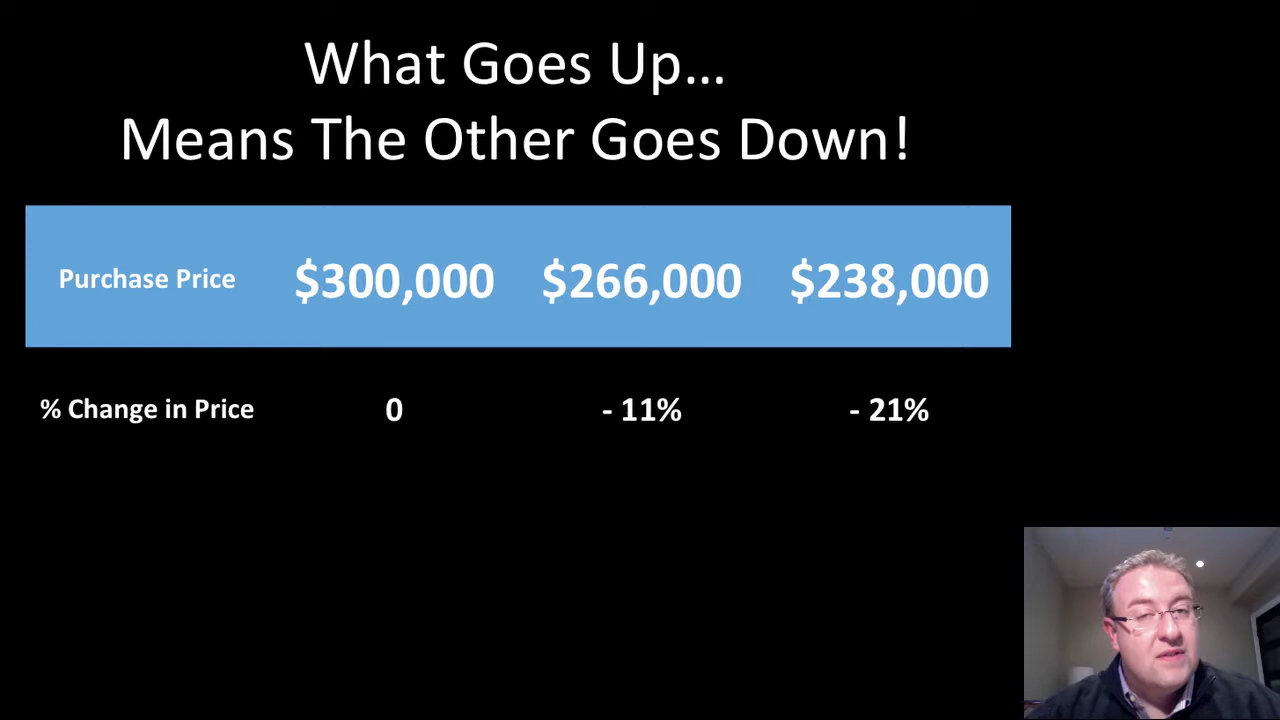 What Goes Up…
Means The Other Goes Down!
Purchase Price $300,000 $266,000 $238,000
% Change in Price 0 - 11% - 21%